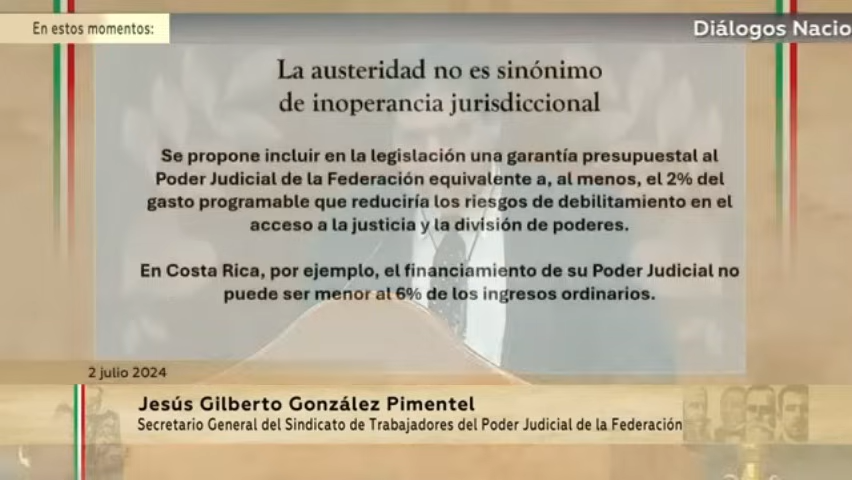 En estos momentos:
Diálogos Nacio
La austeridad no es sinónimo
de inoperancia jurisdiccional
Se propone incluir en la legislación una garantía presupuestal al
Poder Judicial de la Federación equivalente a, al menos, el 2% del
gasto programable que reduciría los riesgos de debilitamiento en el
acceso a la justicia y la división de poderes.
En Costa Rica, por ejemplo, el financiamiento de su Poder Judicial no
puede ser menor al 6% de los ingresos ordinarios.
2 julio 2024
Jesús Gilberto González Pimentel
Secretario General del Sindicato de Trabajadores del Poder Judicial de la Federación